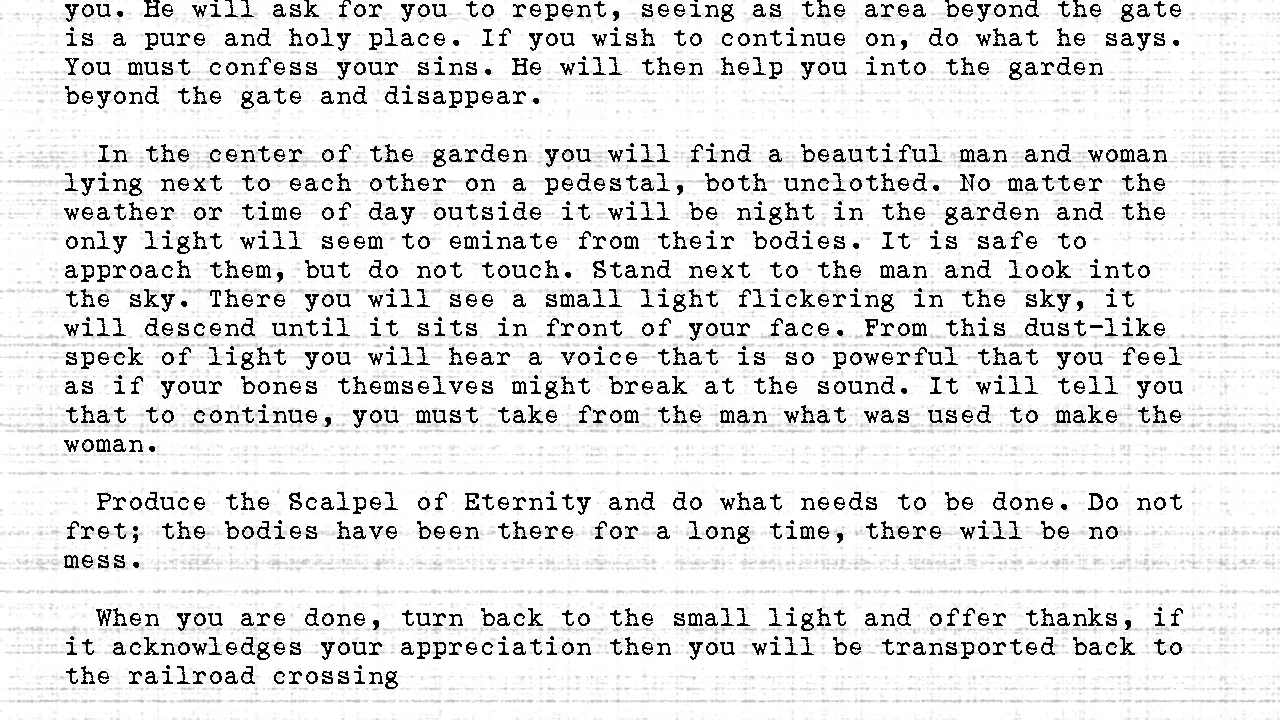 you. He will ask for you to repent, seeing as the area beyond the gate
is a pure and holy place. If you wish to continue on, do what he says.
You must confess your sins. He will then help you into the garden
beyond the gate and disappear.
In the center of the garden you will find a beautiful man and woman
lying next to each other on a pedestal, both unclothed. No matter the
weather or time of day outside it will be night in the garden and the
only light will seem to eminate from their bodies. It is safe to
approach them, but do not touch. Stand next to the man and look into
the sky. There you will see a small light flickering in the sky, it
will descend until it sits in front of your face. From this dust-like
speck of light you will hear a voice that is so powerful that you feel
as if your bones themselves might break at the sound. It will tell you
that to continue, you must take from the man what was used to make the
woman.
Produce the Scalpel of Eternity and do what needs to be done. Do not
fret; the bodies have been there for a long time, there will be no
mess.
When you are done, turn back to the small light and offer thanks, if
it acknowledges your appreciation then you will be transported back to
the railroad crossing